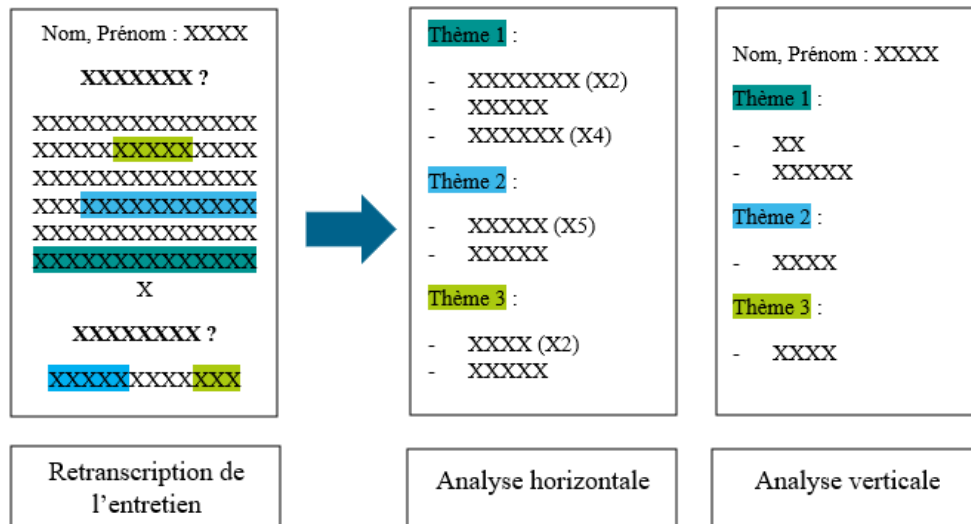 Nom, Prénom : XXXX
XXXXXXX ?
XXXXXXXXXXXXXX
XXXXXXXXXXXXXX
XXXXXXXXXXXXXX
XXXXXXXXXXXXXX
XXXXXXXXXXXXXX
XXXXXXXXXXXXXX
X
XXXXXXXX ?
XXXXXXXXXXXX
Retranscription de
l’entretien
Thème 1 :
- XXXXXXX (X2)
- XXXXX
- XXXXXX (X4)
Thème 2 :
- XXXXX (X5)
- XXXXX
Thème 3 :
- XXXX (X2)
- XXXXX
Analyse horizontale
Nom, Prénom : XXXX
Thème 1 :
- XX
- XXXXX
Thème 2 :
- XXXX
Thème 3 :
- XXXX
Analyse verticale